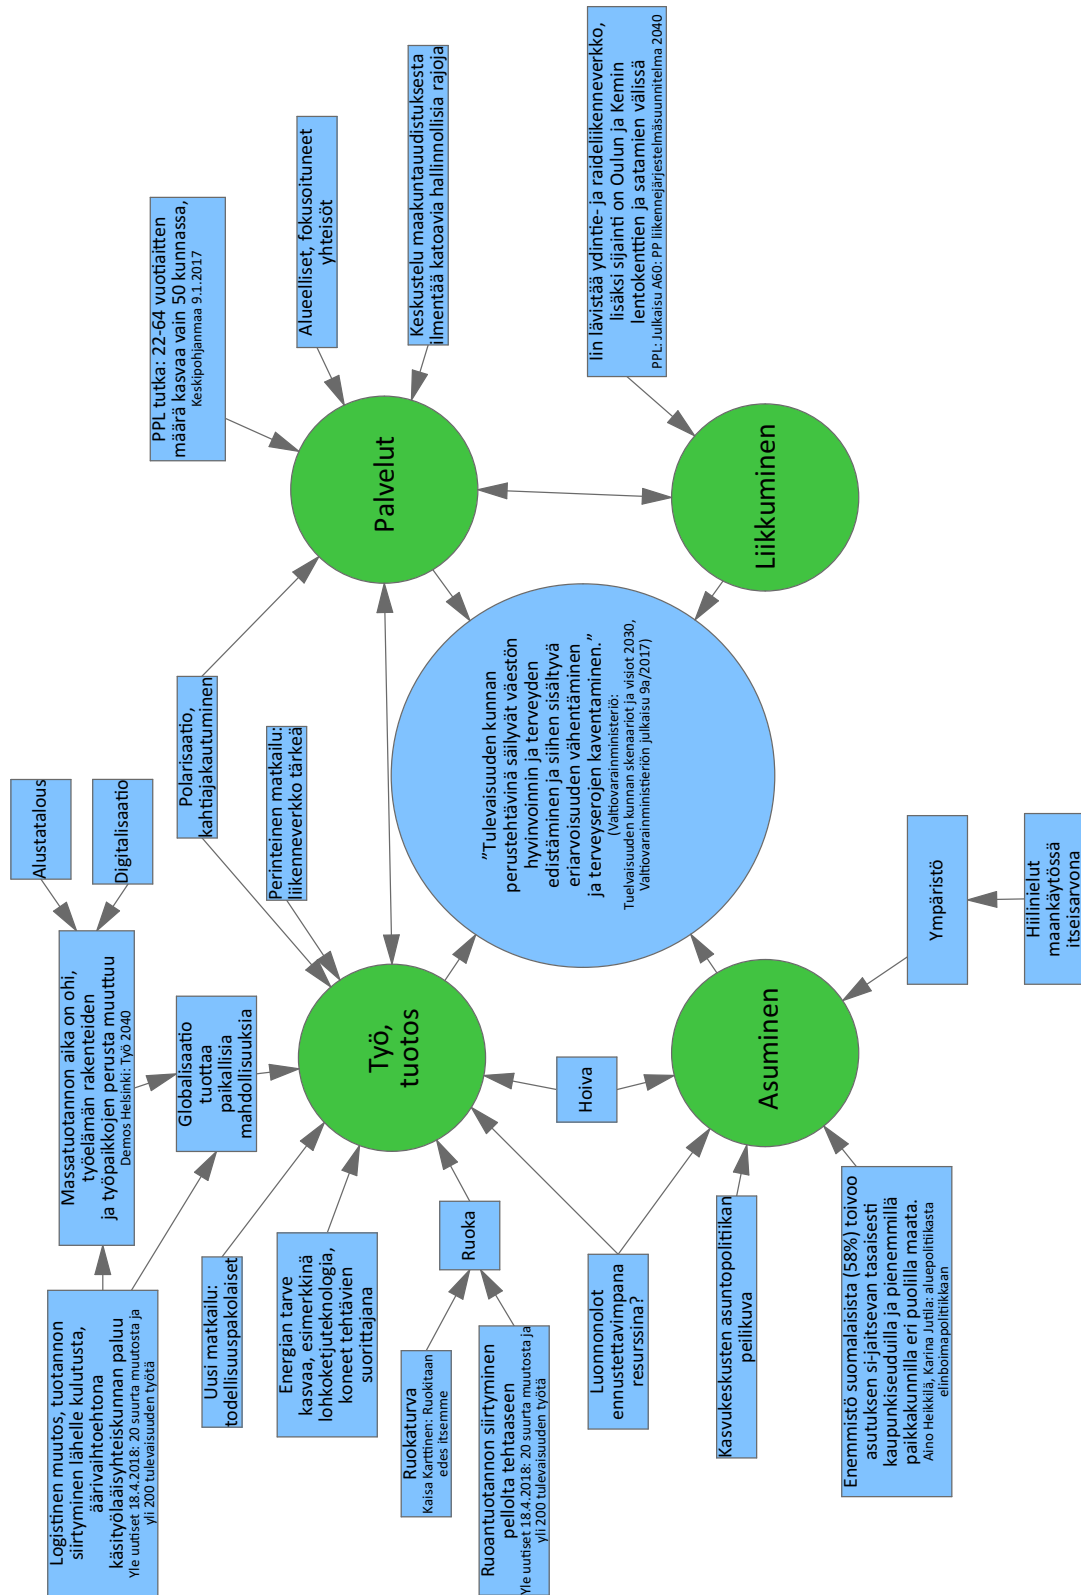 Logistinen muutos, tuotannon
siirtyminen lähelle kulutusta,
äärivaihtoehtona
käsityöläisyhteiskunnan paluu
Yle uutiset 18.4.2018: 20 suurta muutosta ja
yli 200 tulevaisuuden työtä
Massatuotannon aika on ohi,
työelämän rakenteiden
ja työpaikkojen perusta muuttuu
Demos Helsinki: Työ 2040
Alustatalous
Digitalisaatio
Globalisaatio
tuottaa
paikallisia
mahdollisuuksia
Polarisaatio,
kahtiajakautuminen
PPL tutka: 22-64 vuotiaitten
määrä kasvaa vain 50 kunnassa,
Keskipohjanmaa 9.1.2017
Uusi matkailu:
todellisuuspakolaiset
Perinteinen matkailu:
liikenneverkko tärkeä
Alueelliset, fokusoituneet
yhteisöt
Energian tarve
kasvaa, esimerkinä
lohkoketjuteknologia,
koneet tehtävien
suorittajana
Työ,
tuotos
Palvelut
Keskustelu maakuntauudistuksesta
ilmentää katoavia hallinnollisia rajoja
Ruokaturva
Kaisa Karttinen: Ruokitaan
edes itsemme
Ruoka
Ruoantuotannon siirtyminen
pellolta tehtaaseen
Yle uutiset 18.4.2018: 20 suurta muutosta ja
yli 200 tulevaisuuden työtä
Hoiva
"Tulevaisuuden kunnan
perustehtävinä säilyvät väestön
hyvinvoinnin ja terveyden
edistäminen ja siihen sisältyvä
eriarvoisuuden vähentäminen
ja terveyserojen kaventaminen."
(Valtiovarainministeriö:
Tuelvaisuuden kunnan skenaariot ja visiot 2030,
Valtiovarainministeriön julkaisu 9a/2017)
Iin lävistää ydintie- ja raideliikenneverkko,
lisäksi sijainti on Oulun ja Kemin
lentokenttien ja satamien välissä
PPL: Julkaisu A60: PP liikennejärjestelmäsuunnitelma 2040
Luonnonolot
ennustettavimpana
resurssina?
Kasvukeskusten asuntopolitiikan
peilikuva
Asuminen
Liikkuminen
Enemmistö suomalaisista (58%) toivoo
asutuksen si-jaitsevan tasaisesti
kaupunkiseuduilla ja pienemmillä
paikkakunnilla eri puolilla maata.
Aino Heikkilä, Karina Jutila: aluepolitiikasta
elinboimapolitiikkaan
Ympäristö
Hiilinielut
maankäytössä
itseisarvona